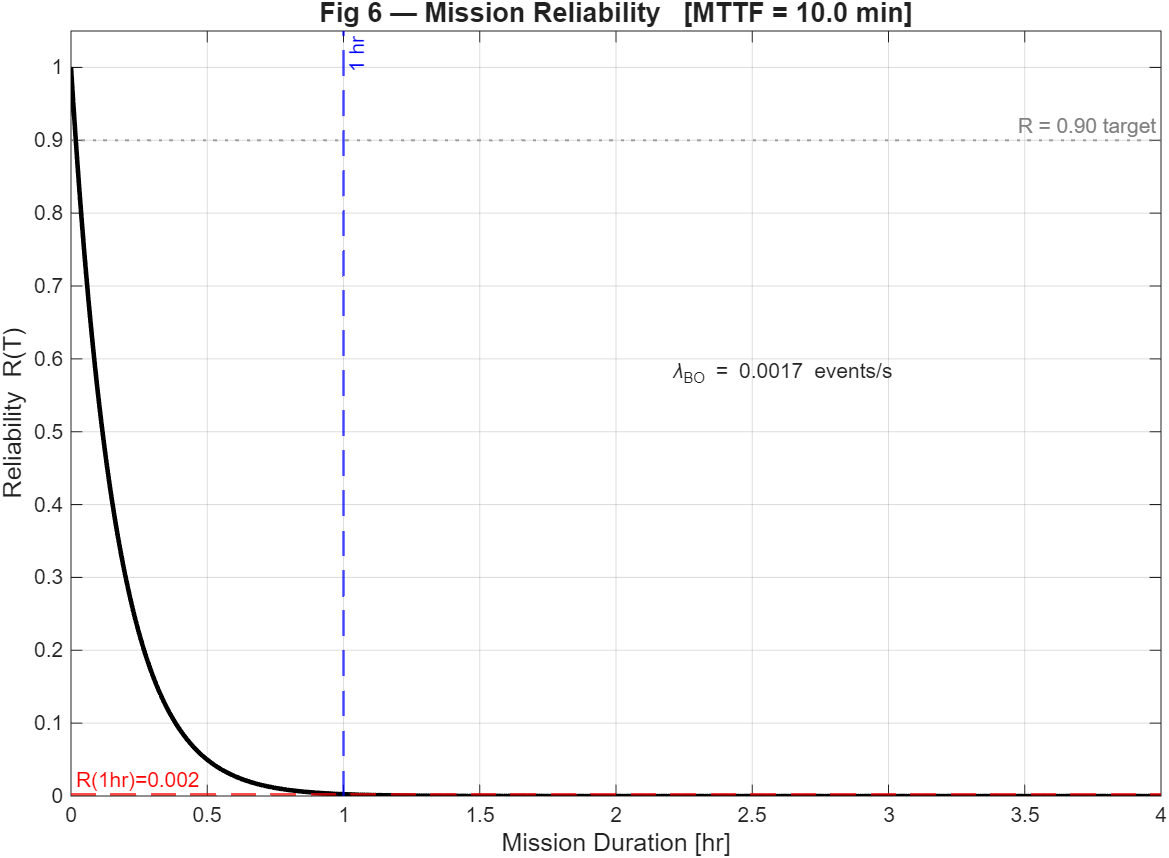 Fig 6 — Mission Reliability [MTTF = 10.0 min]
1 hr
R = 0.90 target
λBO = 0.0017 events/s
R(1hr)=0.002
Reliability R(T)
1
0.9
0.8
0.7
0.6
0.5
0.4
0.3
0.2
0.1
0
0 0.5 1 1.5 2 2.5 3 3.5 4
Mission Duration [hr]